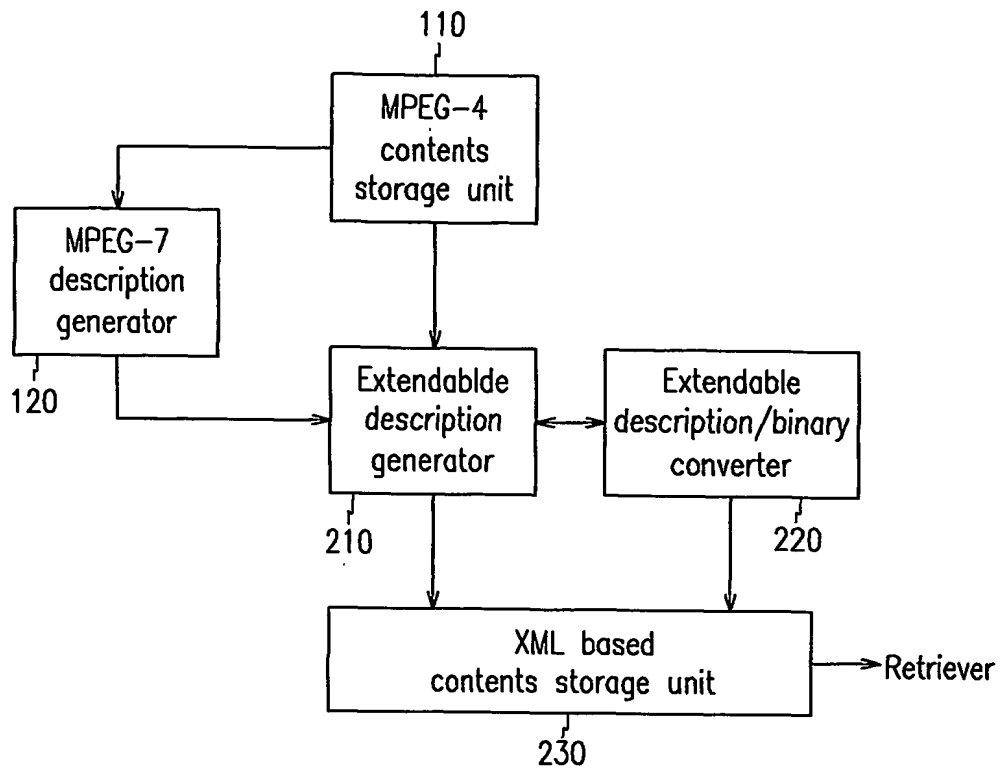 110
MPEG-4
contents
storage unit
MPEG-7
description
generator
120
Extendablde
description
generator
210
Extendable
description/binary
converter
220
XML based
contents storage unit
230
Retriever